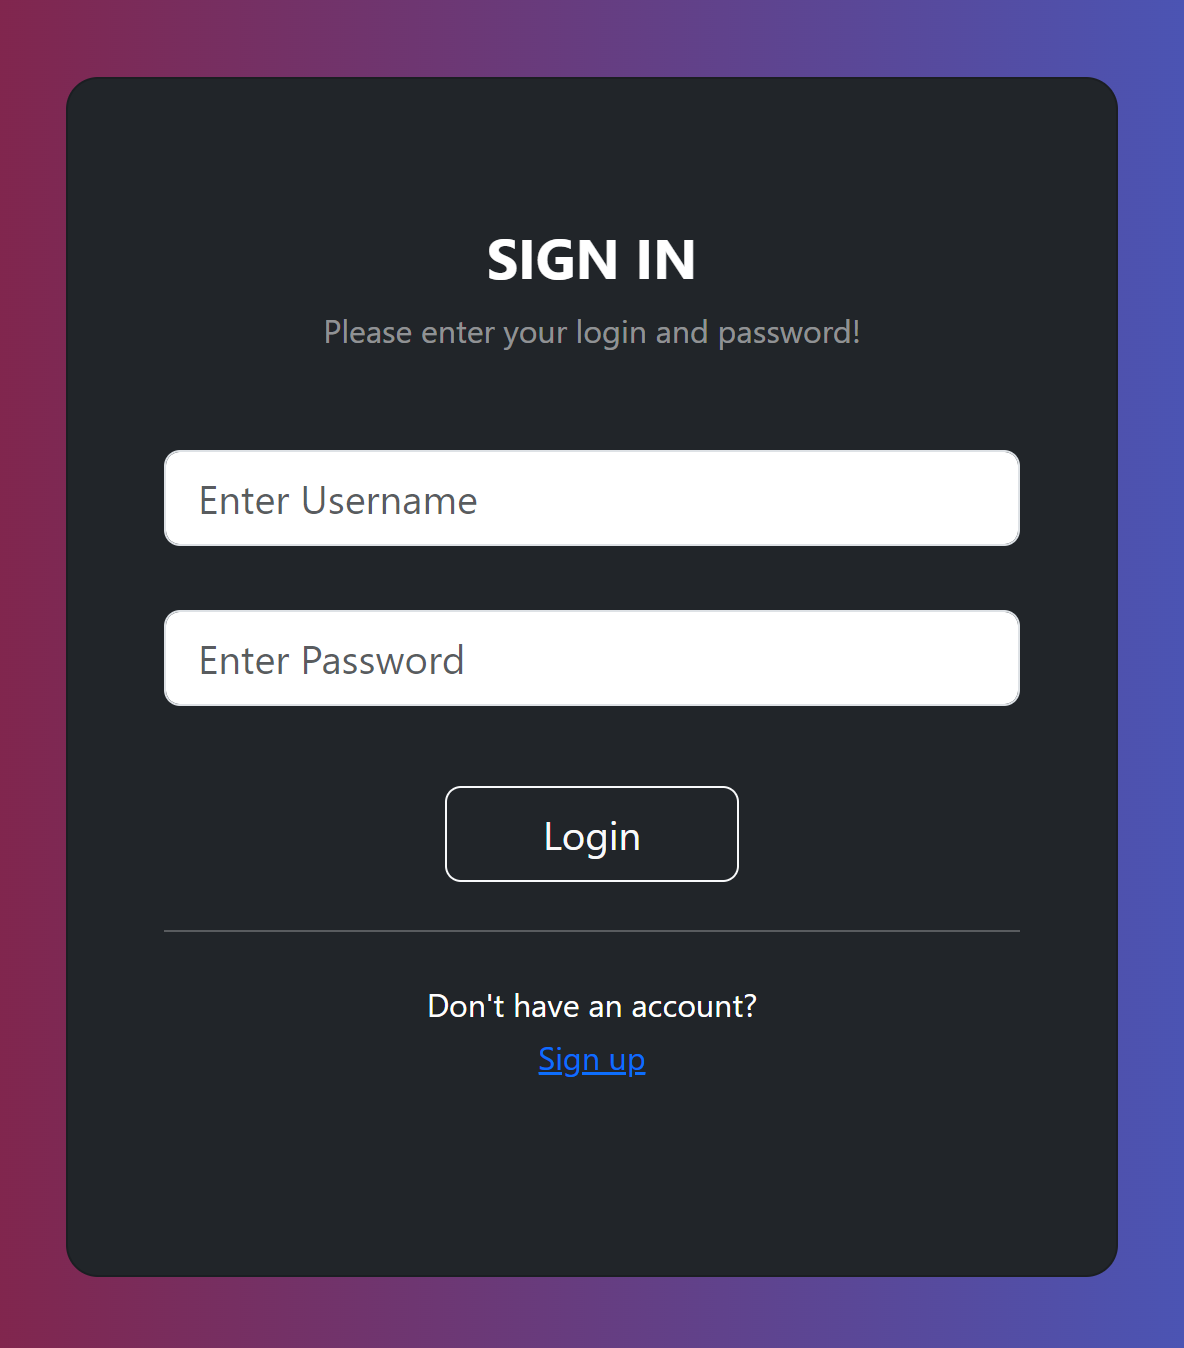 SIGN IN
Please enter your login and password!
Enter Username
Enter Password
Login
Don't have an account?
Sign up